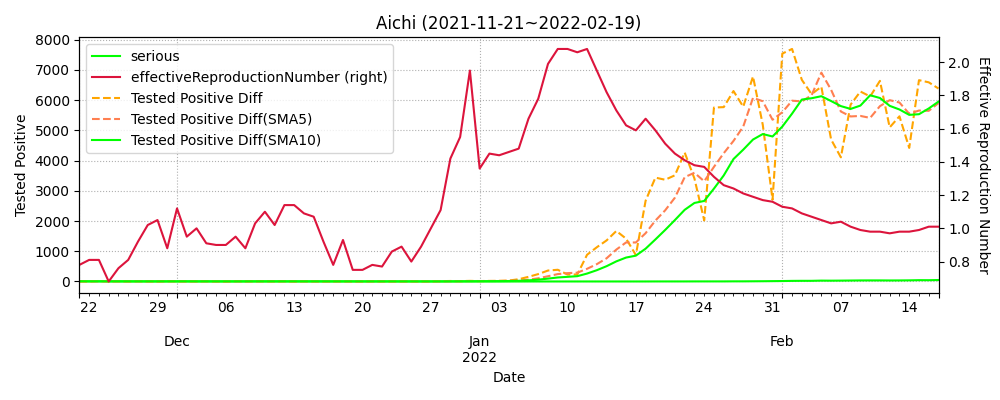 Aichi (2021-11-21~2022-02-19)
serious
effectiveReproductionNumber (right)
Tested Positive Diff
Tested Positive Diff(SMA5)
Tested Positive Diff(SMA10)
Tested Positive
8000
7000
6000
5000
4000
3000
2000
1000
0
2.0
1.8
1.6
1.4
1.2
1.0
0.8
Effective Reproduction Number
22 29 06 13 20 27 03 10 17 24 31 07 14
Dec Jan Feb
2022
Date